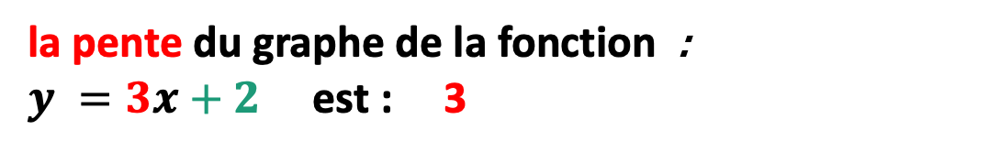 la pente du graphe de la fonction :
y = 3x + 2 est : 3